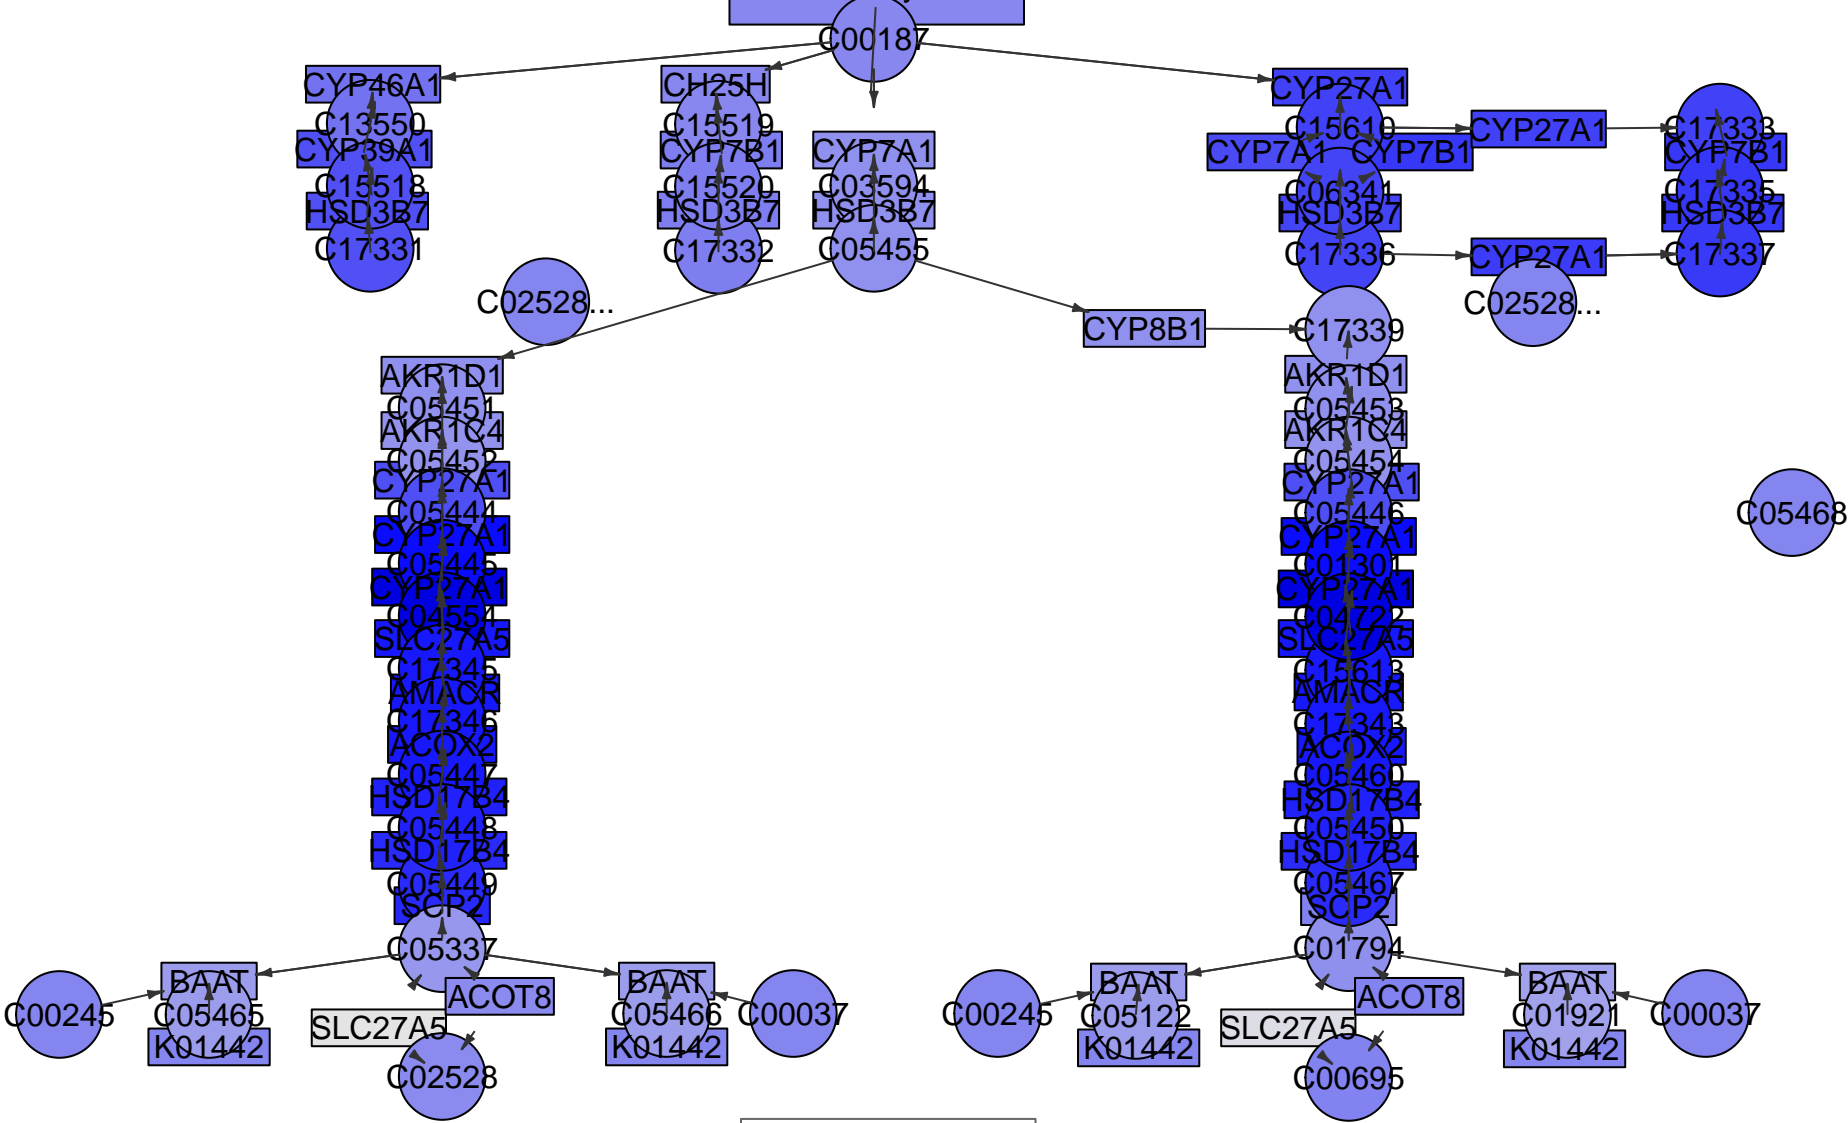 C00187
CYP46A1
CH25H
CYP27A1
C13550
C15519
C15610
CYP27A1
C17333
CYP39A1
CYP7B1
CYP7A1
CYP7A1
CYP7B1
CYP7B1
C15518
C15520
C03594
C06341
C17335
HSD3B7
HSD3B7
HSD3B7
HSD3B7
HSD3B7
C17331
C17332
C05455
C17336
CYP27A1
C17337
C02528...
C02528...
CYP8B1
C17339
AKR1D1
AKR1D1
C05451
C05453
AKR1C4
AKR1C4
C05452
C05454
CYP27A1
CYP27A1
C05444
C05446
C05468
CYP27A1
CYP27A1
C05445
C01301
CYP27A1
CYP27A1
C04554
C04722
SLC27A5
SLC27A5
C17345
C15613
AMACR
AMACR
C17346
C17343
ACOX2
ACOX2
C05447
C05460
HSD17B4
HSD17B4
C05448
C05450
HSD17B4
HSD17B4
C05449
C05467
SCP2
SCP2
C05337
C01794
BAAT
BAAT
BAAT
BAAT
ACOT8
ACOT8
C00245
C05465
C05466
C00037
C00245
C05122
C01921
C00037
SLC27A5
SLC27A5
K01442
K01442
K01442
K01442
C02528
C00695